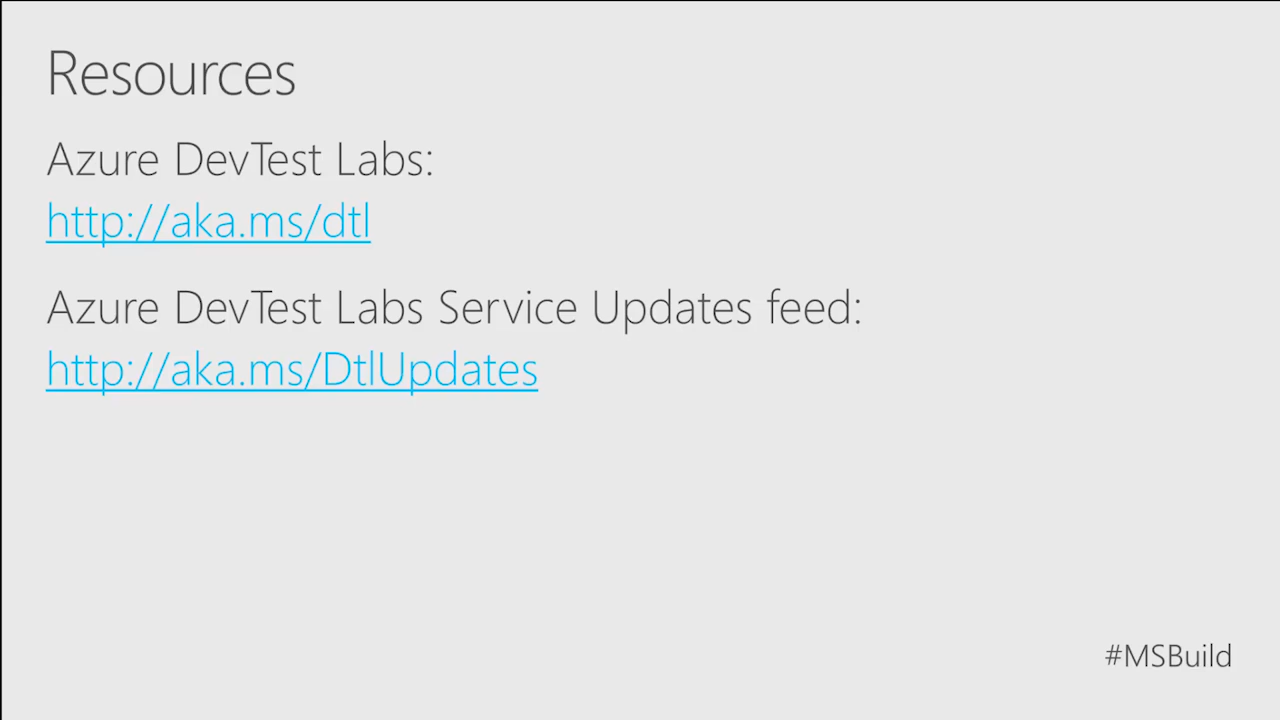 Resources
Azure DevTest Labs:
http://aka.ms/dtl
Azure DevTest Labs Service Updates feed:
http://aka.ms/DtlUpdates
#MSBuild